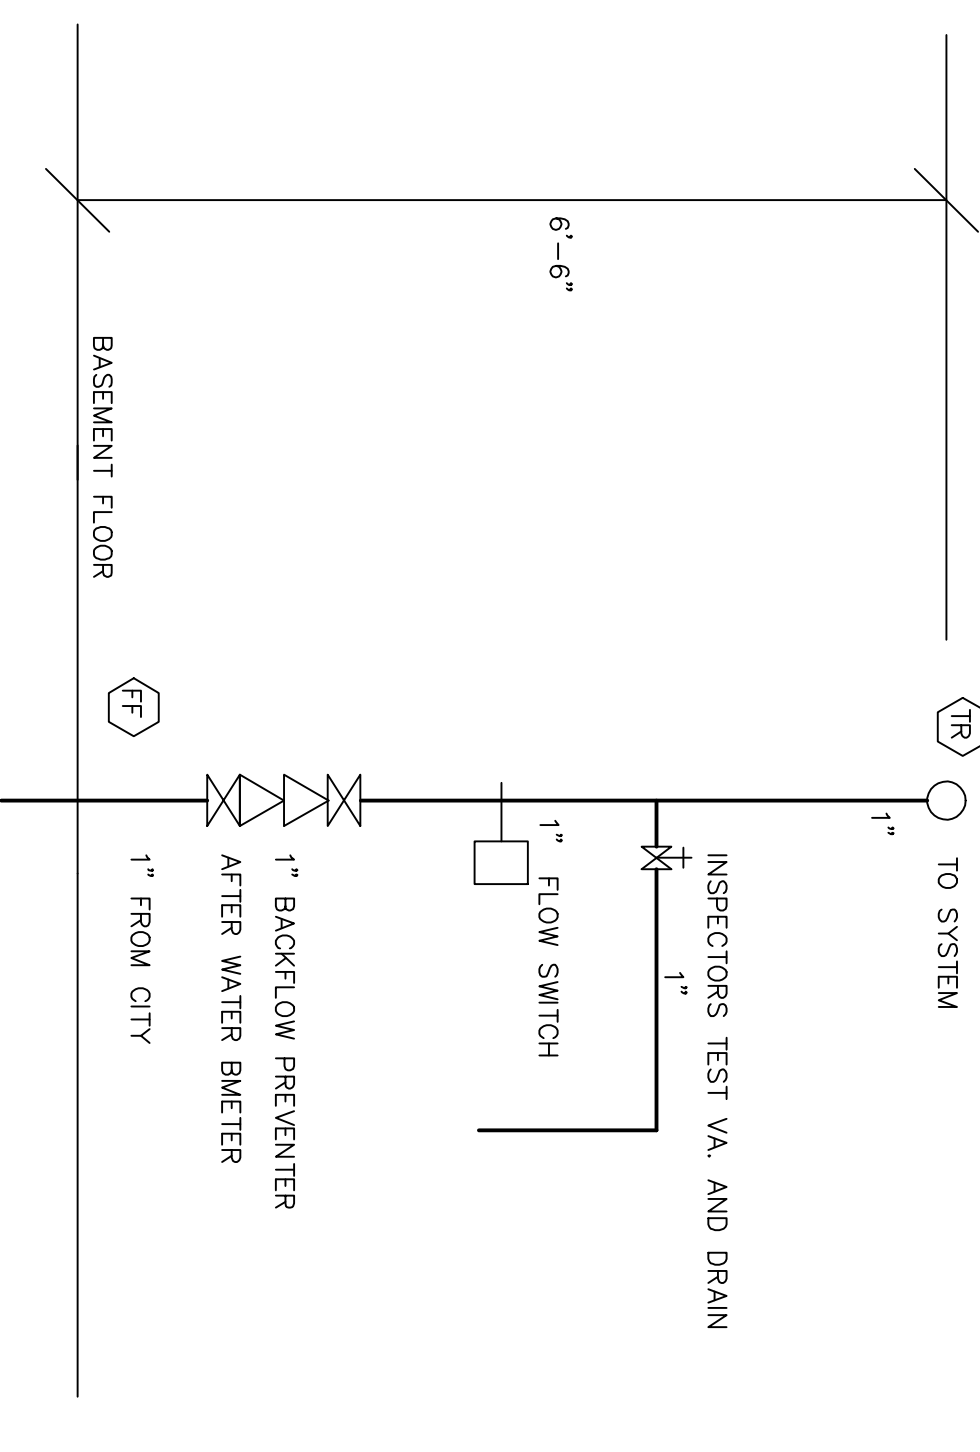 TR
TO SYSTEM
1”
INSPECTORS TEST VA. AND DRAIN
1”
6’–6”
1” FLOW SWITCH
1” BACKFLOW PREVENTER
AFTER WATER BMETER
FF
1” FROM CITY
BASEMENT FLOOR